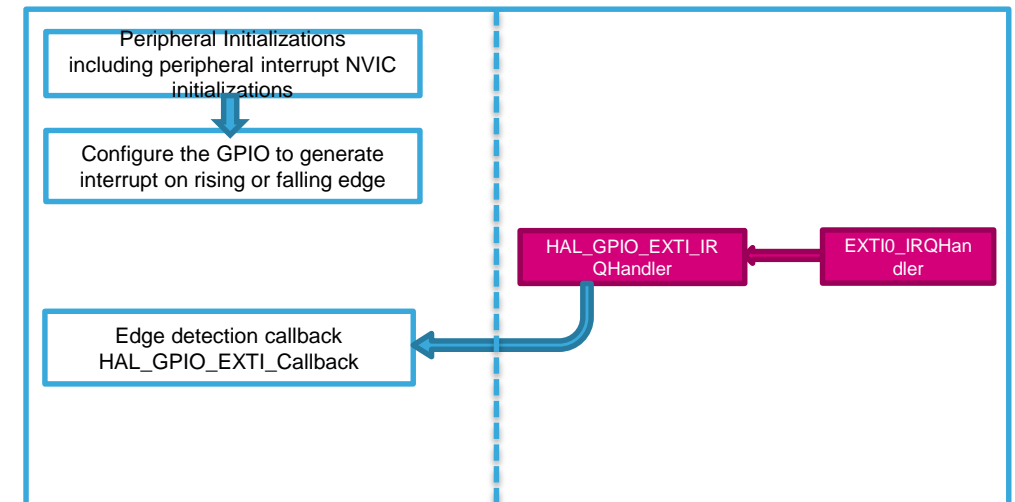 Peripheral Initializations
including peripheral interrupt NVIC
initializations
Configure the GPIO to generate
interrupt on rising or falling edge
HAL_GPIO_EXTI_IR
QHandler
EXTI0_IRQHan
dler
Edge detection callback
HAL_GPIO_EXTI_Callback